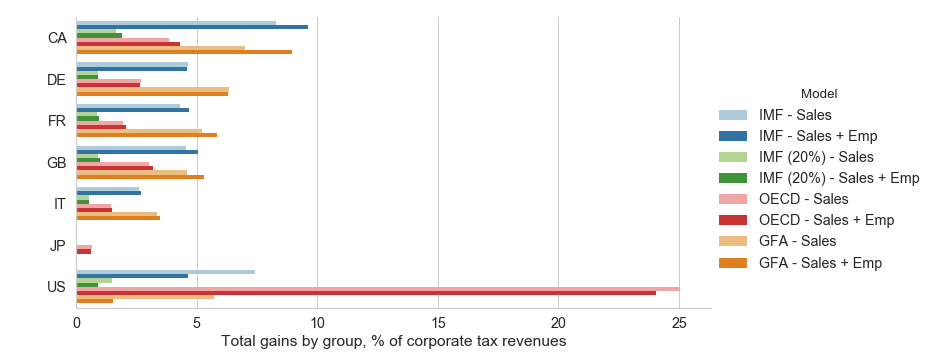 CA
DE
FR
GB
IT
JP
US
0 5 10 15 20 25
Total gains by group, % of corporate tax revenues
Model
IMF - Sales
IMF - Sales + Emp
IMF (20%) - Sales
IMF (20%) - Sales + Emp
OECD - Sales
OECD - Sales + Emp
GFA - Sales
GFA - Sales + Emp